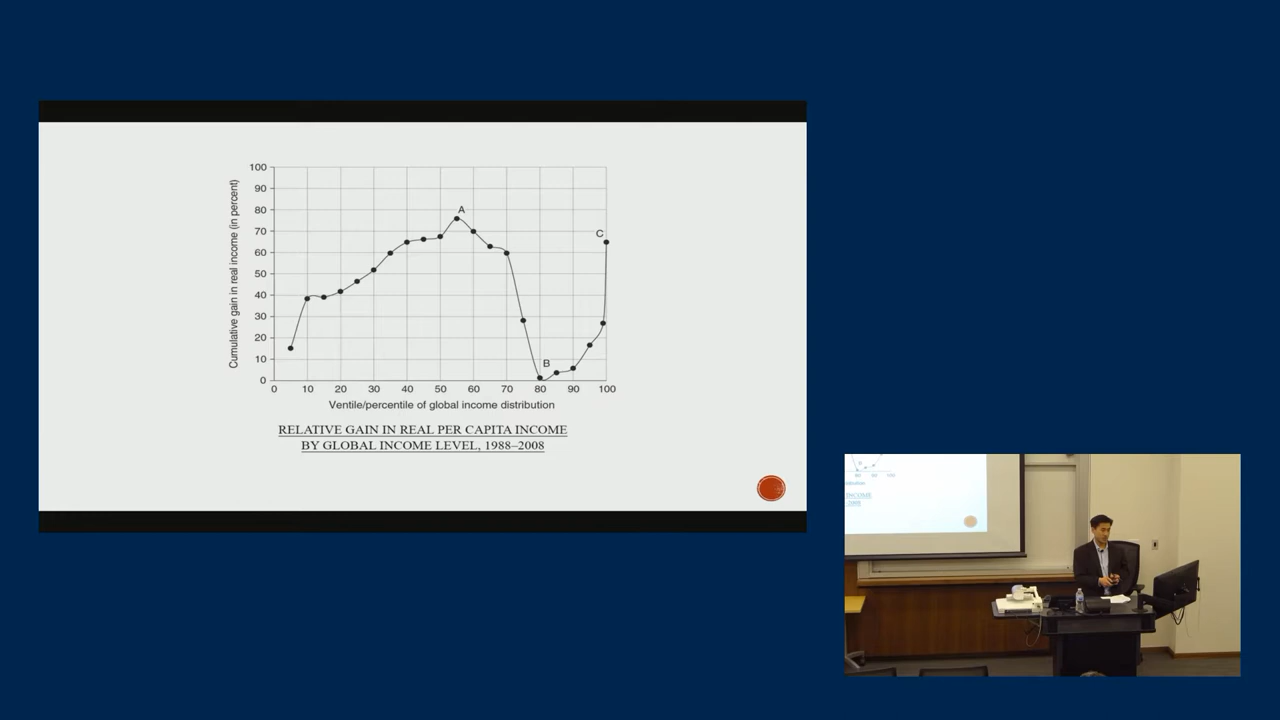 Cumulative gain in real income (in percent)
100
90
80
70
60
50
40
30
20
10
0
A
B
C
0 10 20 30 40 50 60 70 80 90 100
Ventile/percentile of global income distribution
RELATIVE GAIN IN REAL PER CAPITA INCOME
BY GLOBAL INCOME LEVEL, 1988–2008